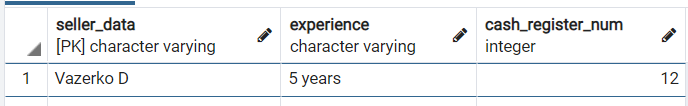 seller_data experience cash_register_num
[PK] character varying character varying integer
1 Vazerko D 5 years 12